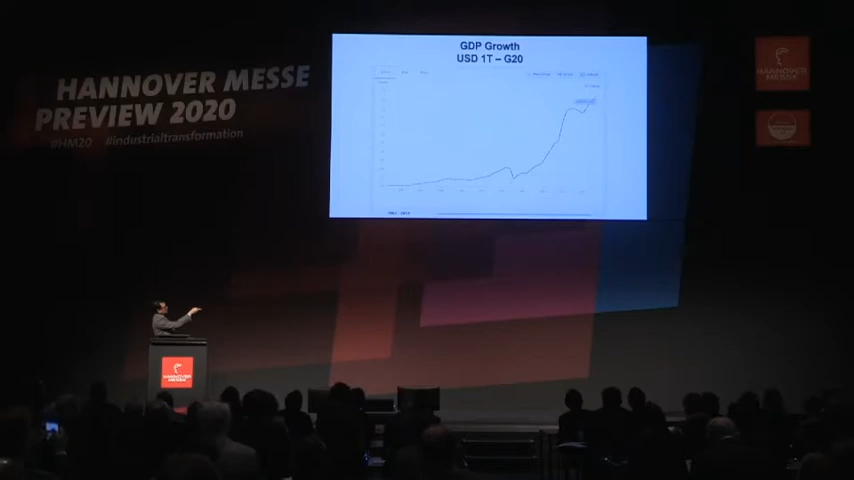 GDP Growth
USD 1T – G20
HANNOVER MESSE
PREVIEW 2020
#HM20 #industrialtransformation
HANNOVER
MESSE
HANNOVER
MESSE